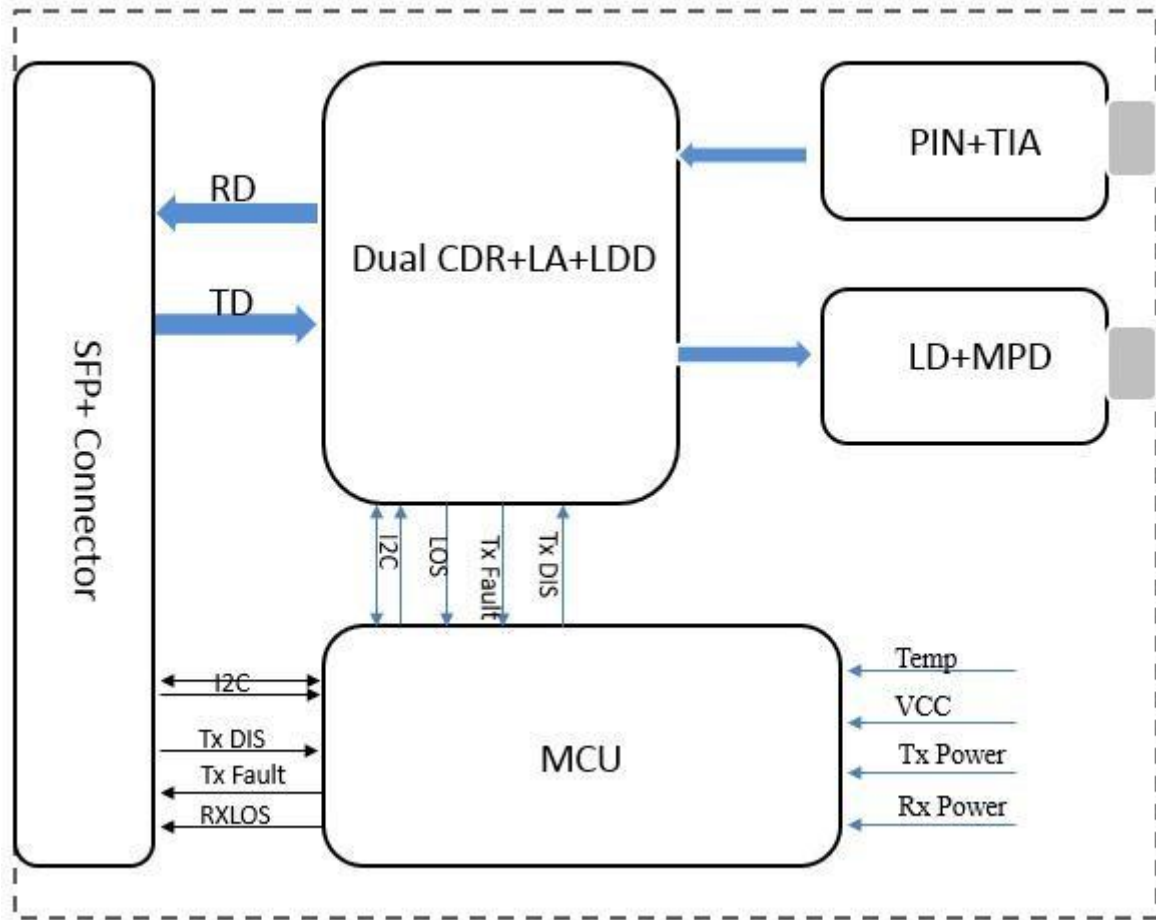 PIN+TIA
RD
Dual CDR+LA+LDD
TD
LD+MPD
SFP+ Connector
I2C
LOS
Tx Fault
Tx DIS
Temp
I2C
VCC
Tx DIS
MCU
Tx Power
Tx Fault
Rx Power
RXLOS